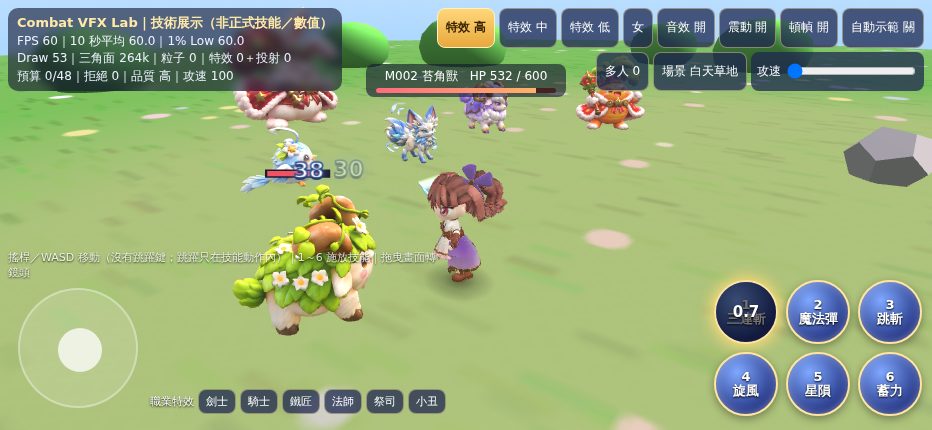 Combat VFX Lab｜技術展示（非正式技能／數值）
FPS 60｜10 秒平均 60.0｜1% Low 60.0
Draw 53｜三角面 264k｜粒子 0｜特效 0＋投射 0
預算 0/48｜拒絕 0｜品質 高｜攻速 100
特效 高
特效 中
特效 低
女
音效 開
震動 開
頓幀 開
自動示範 關
M002 苔角獸 HP 532 / 600
多人 0
場景 白天草地
攻速
38 30
搖桿／WASD 移動（沒有跳躍鍵；跳躍只在技能動作內）｜1～6 施放技能｜拖曳畫面轉
鏡頭
1
三連斬
0.7
2
魔法彈
3
跳斬
4
旋風
5
星隕
6
蓄力
職業特效
劍士
騎士
鐵匠
法師
祭司
小丑